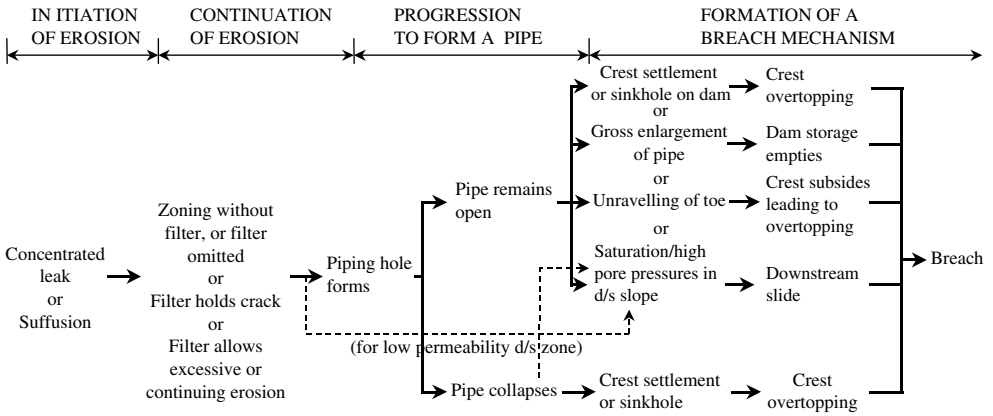 IN ITIATION
OF EROSION
CONTINUATION
OF EROSION
PROGRESSION
TO FORM A PIPE
FORMATION OF A
BREACH MECHANISM
Concentrated
leak
or
Suffusion
Zoning without
filter, or filter
omitted
or
Filter holds crack
or
Filter allows
excessive or
continuing erosion
Piping hole
forms
(for low permeability d/s zone)
Pipe remains
open
Pipe collapses
Crest settlement
or sinkhole on dam
or
Gross enlargement
of pipe
or
Unravelling of toe
or
Saturation/high
pore pressures in
d/s slope
Crest settlement
or sinkhole
Crest
overtopping
Dam storage
empties
Crest subsides
leading to
overtopping
Downstream
slide
Crest
overtopping
Breach